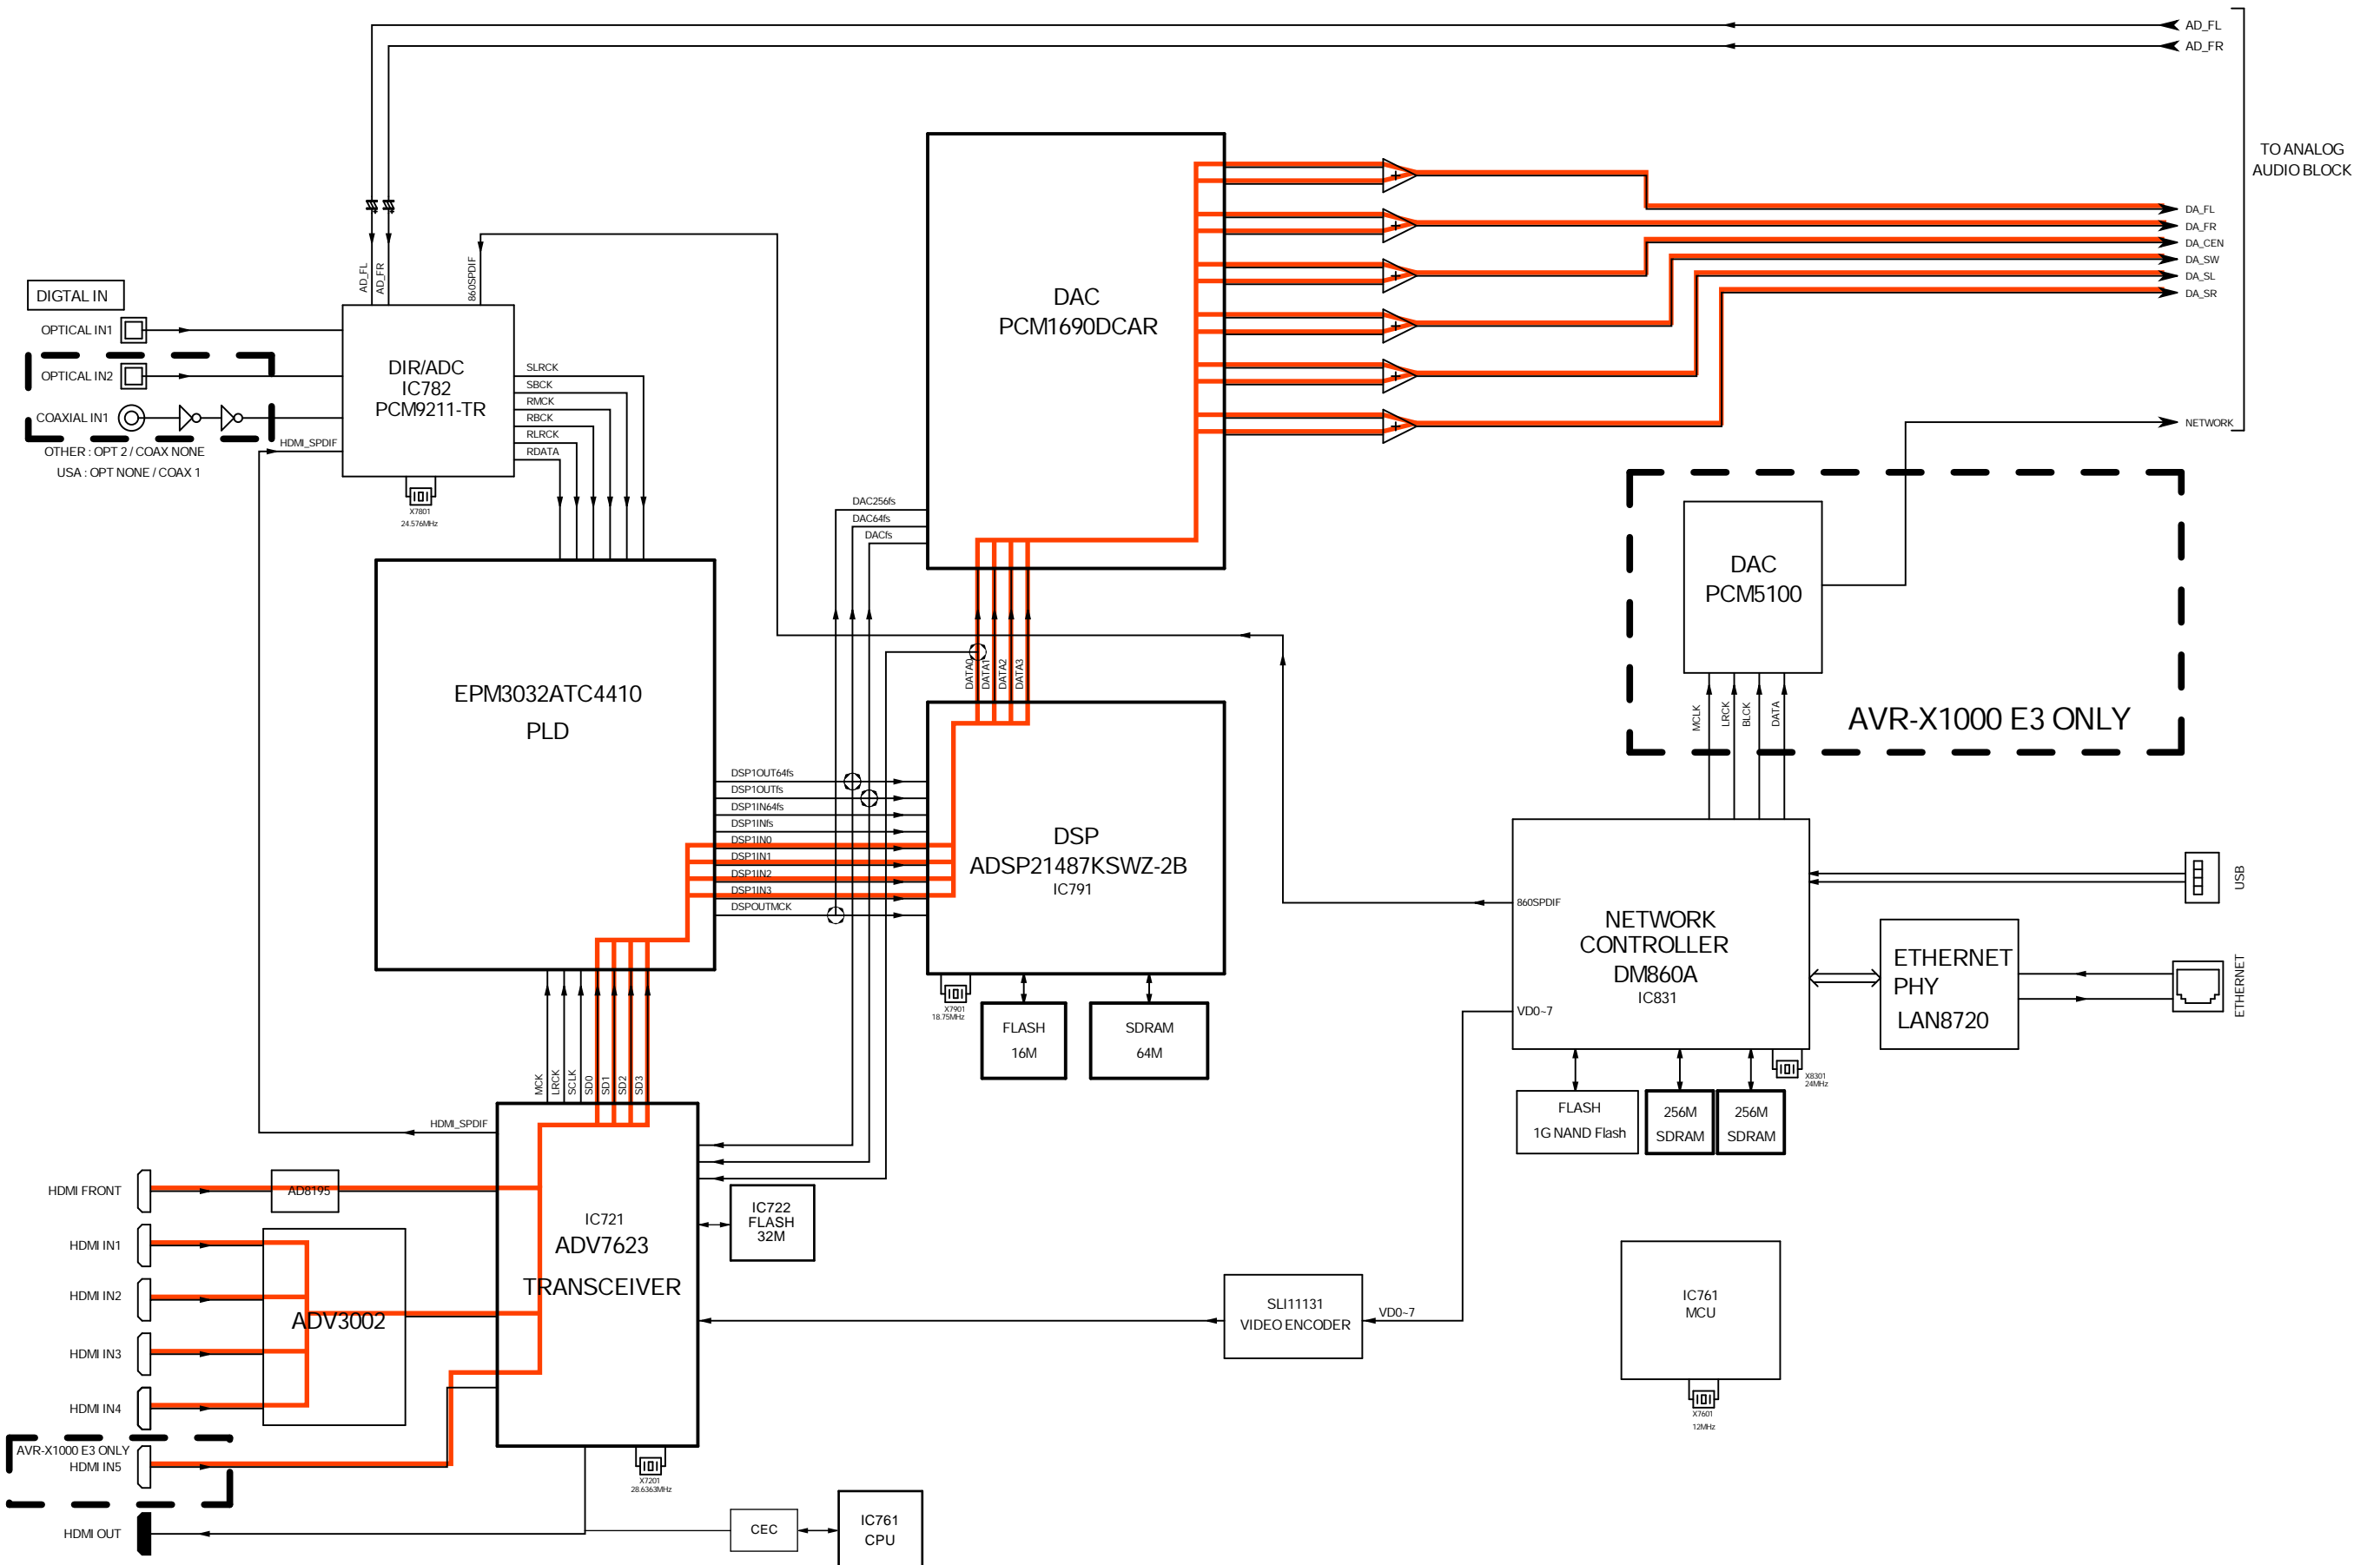 AD_FL
AD_FR
TO ANALOG
AUDIO BLOCK
DA_FL
DA_FR
DA_CEN
DA_SW
DA_SL
DA_SR
NETWORK
DIGTAL IN
OPTICAL IN1
OPTICAL IN2
COAXIAL IN1
OTHER : OPT 2 / COAX NONE
USA : OPT NONE / COAX 1
HDMI_SPDIF
AD_FL
AD_FR
860SPDIF
DIR/ADC
IC782
PCM9211-TR
X7801
24.576MHz
SLRCK
SBCK
RMCK
RBCK
RLRCK
RDATA
DAC
PCM1690DCAR
DAC256fs
DAC64fs
DACfs
DATA0
DATA1
DATA2
DATA3
DAC
PCM5100
AVR-X1000 E3 ONLY
MCLK
LRCK
BLCK
DATA
EPM3032ATC4410
PLD
DSP1OUT64fs
DSP1OUTfs
DSP1IN64fs
DSP1INfs
DSP1IN0
DSP1IN1
DSP1IN2
DSP1IN3
DSPOUTMCK
DSP
ADSP21487KSWZ-2B
IC791
X7901
18.75MHz
FLASH
16M
SDRAM
64M
860SPDIF
NETWORK
CONTROLLER
DM860A
IC831
VD0~7
USB
ETHERNET
PHY
LAN8720
ETHERNET
X8301
24MHz
FLASH
1G NAND Flash
256M
SDRAM
256M
SDRAM
MCK
LRCK
SCLK
SD0
SD1
SD2
SD3
HDMI_SPDIF
HDMI FRONT
AD8195
HDMI IN1
HDMI IN2
HDMI IN3
HDMI IN4
ADV3002
AVR-X1000 E3 ONLY
HDMI IN5
HDMI OUT
IC721
ADV7623
TRANSCEIVER
X7201
28.6363MHz
IC722
FLASH
32M
SLI11131
VIDEO ENCODER
VD0~7
IC761
MCU
X7601
12MHz
CEC
IC761
CPU